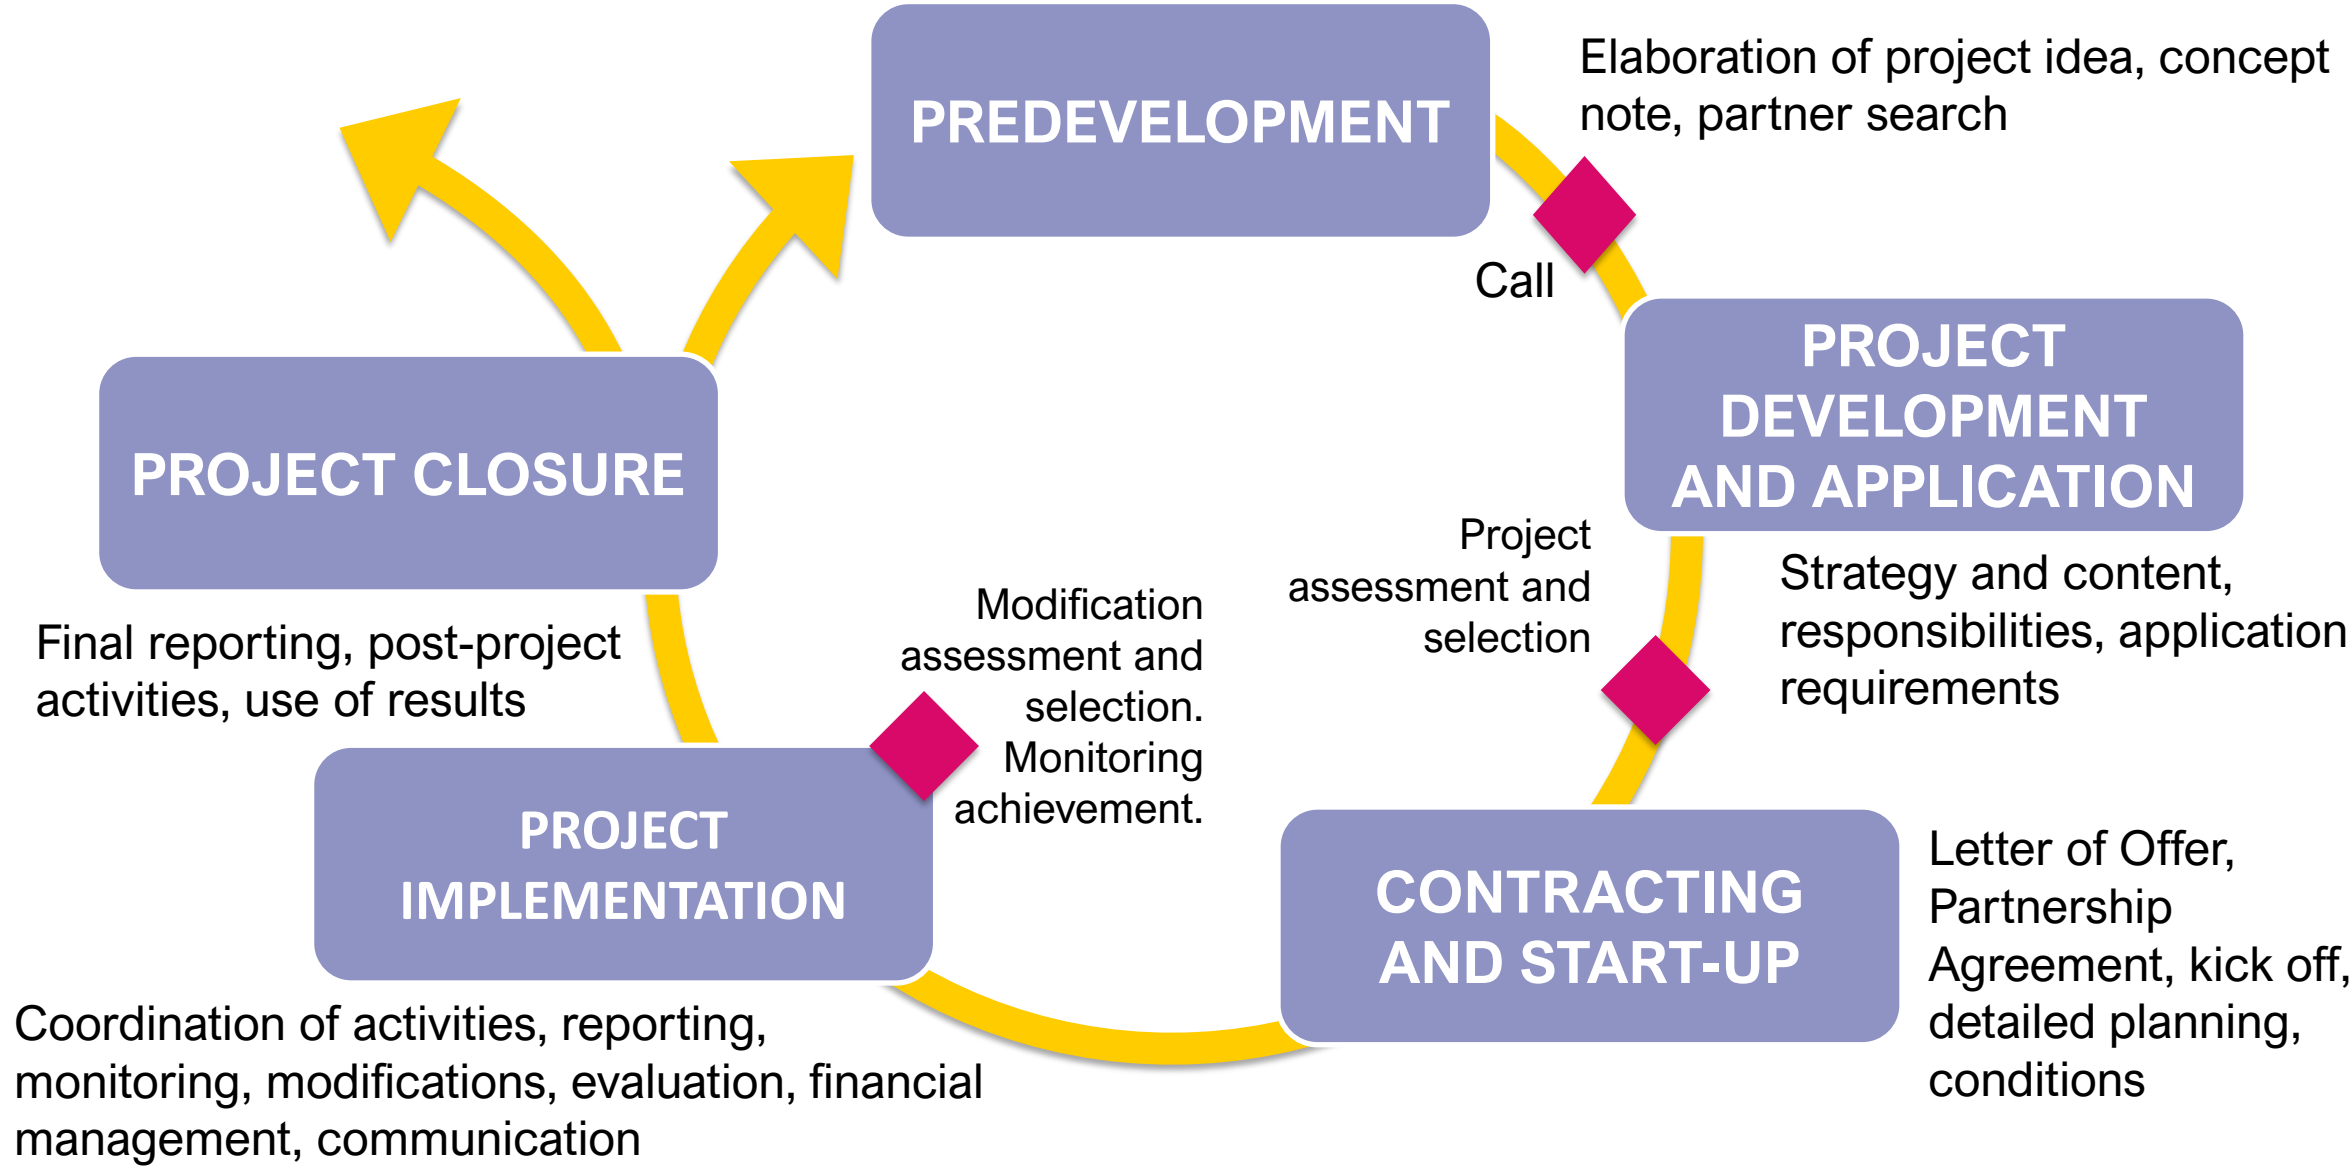 PREDEVELOPMENT
Elaboration of project idea, concept
note, partner search
Call
PROJECT
DEVELOPMENT
AND APPLICATION
Strategy and content,
responsibilities, application
requirements
Project
assessment and
selection
CONTRACTING
AND START-UP
Letter of Offer,
Partnership
Agreement, kick off,
detailed planning,
conditions
Modification
assessment and
selection.
Monitoring
achievement.
PROJECT
IMPLEMENTATION
Coordination of activities, reporting,
monitoring, modifications, evaluation, financial
management, communication
PROJECT CLOSURE
Final reporting, post-project
activities, use of results